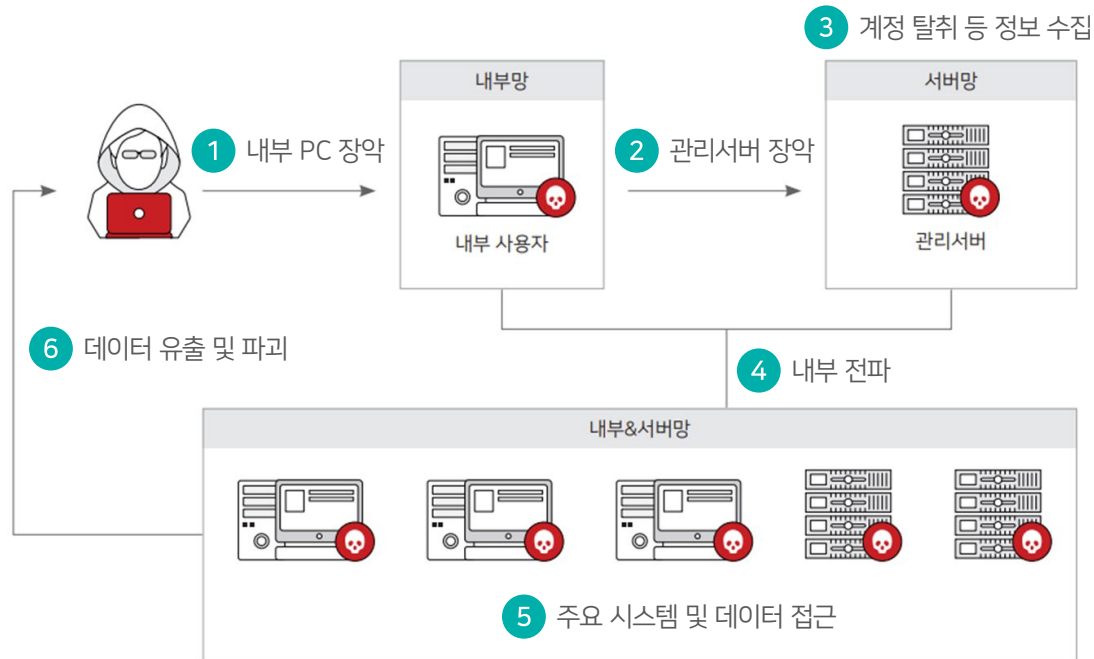 3 계정 탈취 등 정보 수집
내부망
서버망
1 내부 PC 장악
2 관리서버 장악
내부 사용자
관리서버
6 데이터 유출 및 파괴
4 내부 전파
내부&서버망
5 주요 시스템 및 데이터 접근